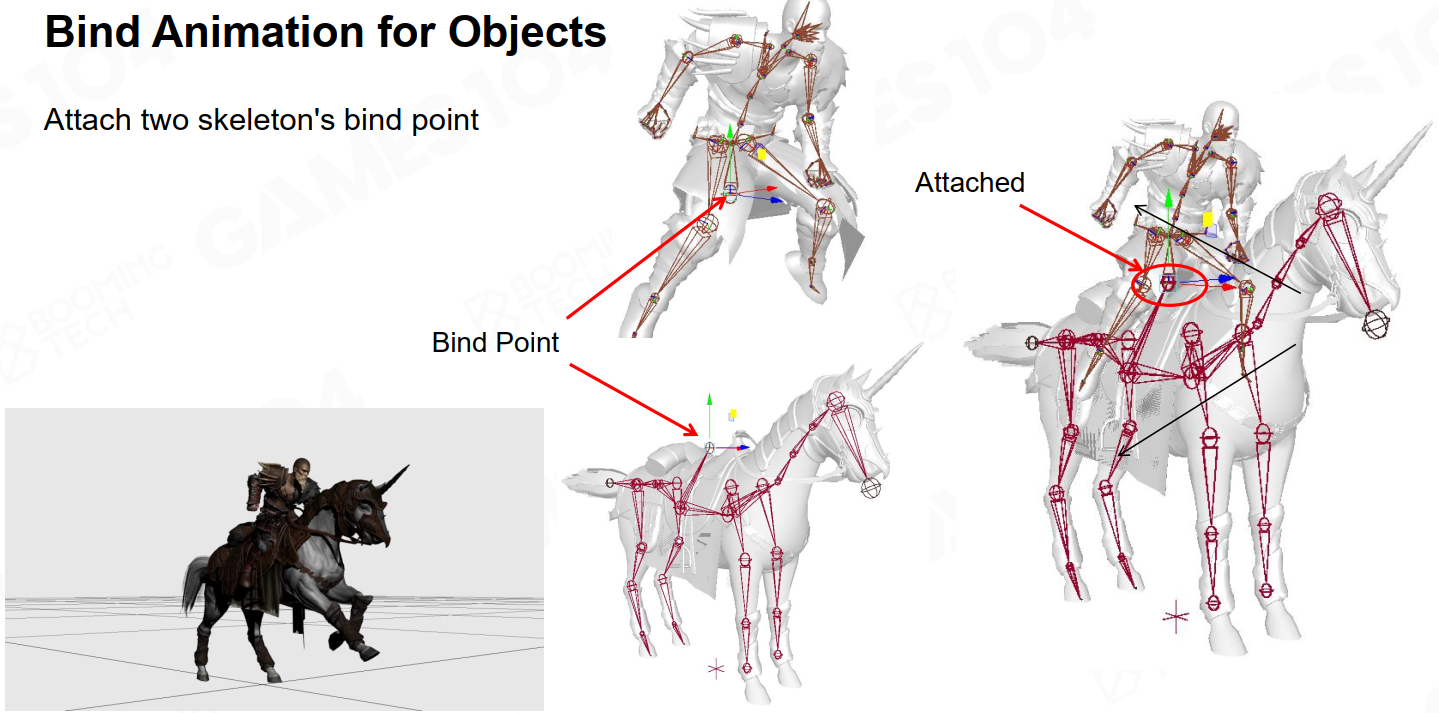 Bind Animation for Objects
Attach two skeleton's bind point
Attached
Bind Point
GAMES104
BOOMING
TECH